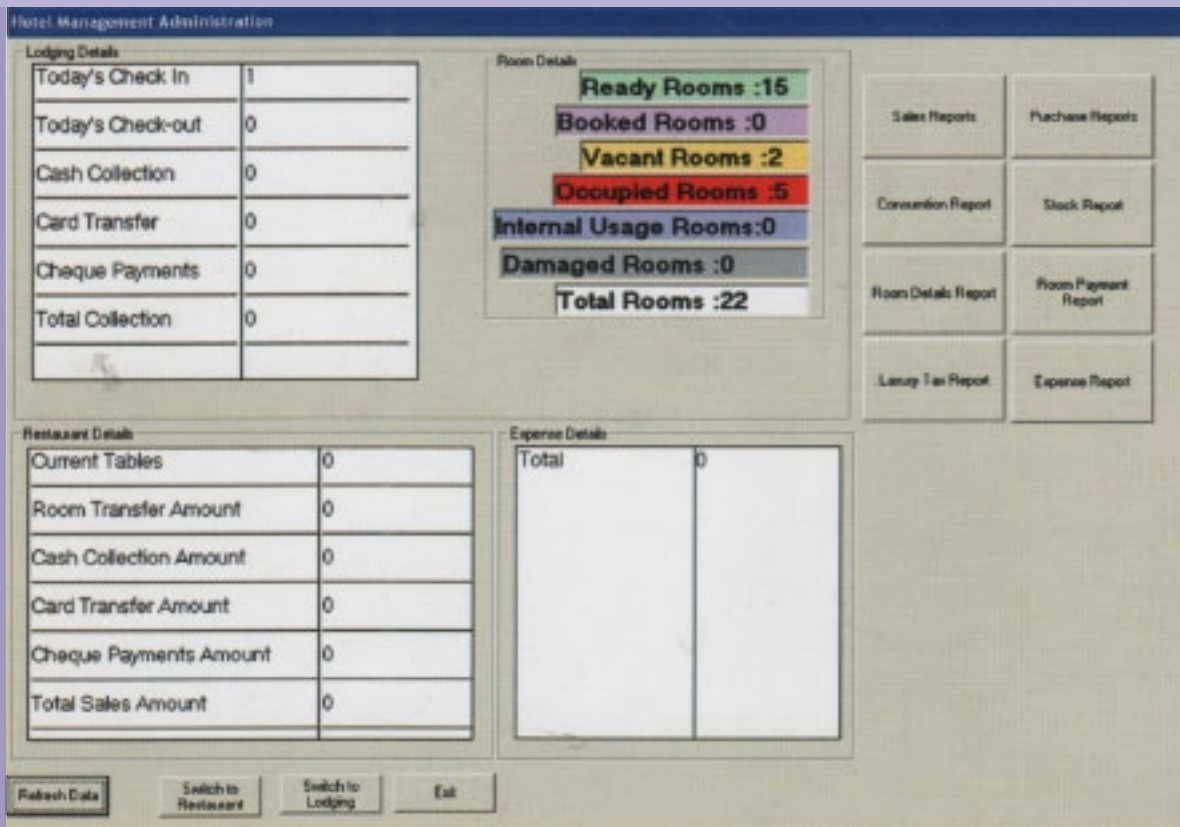 Hotel Management Administration
Lodging Details
Today's Check In 1
Today's Check-out 0
Cash Collection 0
Card Transfer 0
Cheque Payments 0
Total Collection 0
Room Details
Ready Rooms :15
Booked Rooms :0
Vacant Rooms :2
Occupied Rooms :5
Internal Usage Rooms:0
Damaged Rooms :0
Total Rooms :22
Sales Reports
Purchase Reports
Consumtion Report
Stock Report
Room Details Report
Room Payment
Report
Luxury Tax Report
Expense Report
Restaurant Details
Current Tables 0
Room Transfer Amount 0
Cash Collection Amount 0
Card Transfer Amount 0
Cheque Payments Amount 0
Total Sales Amount 0
Expense Details
Total 0
Refresh Data
Switch to
Restaurant
Switch to
Lodging
Exit